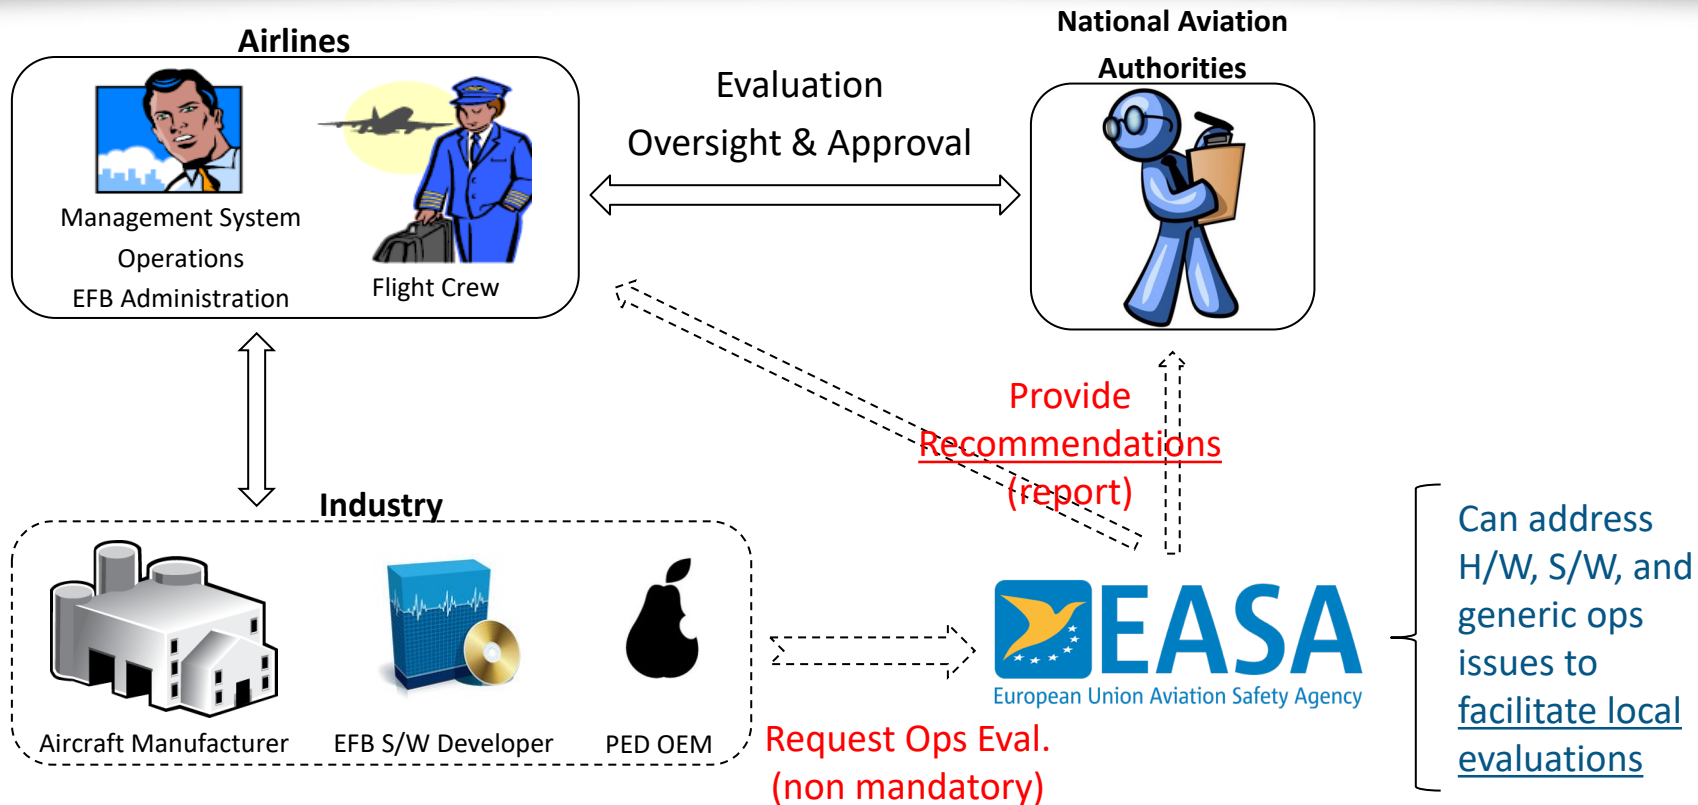 National Aviation
Authorities
Airlines
Evaluation
Oversight & Approval
Management System
Operations
EFB Administration
Flight Crew
Provide
Recommendations
(report)
Industry
Aircraft Manufacturer
EFB S/W Developer
PED OEM
Request Ops Eval.
(non mandatory)
EASA
European Union Aviation Safety Agency
Can address
H/W, S/W, and
generic ops
issues to
facilitate local
evaluations